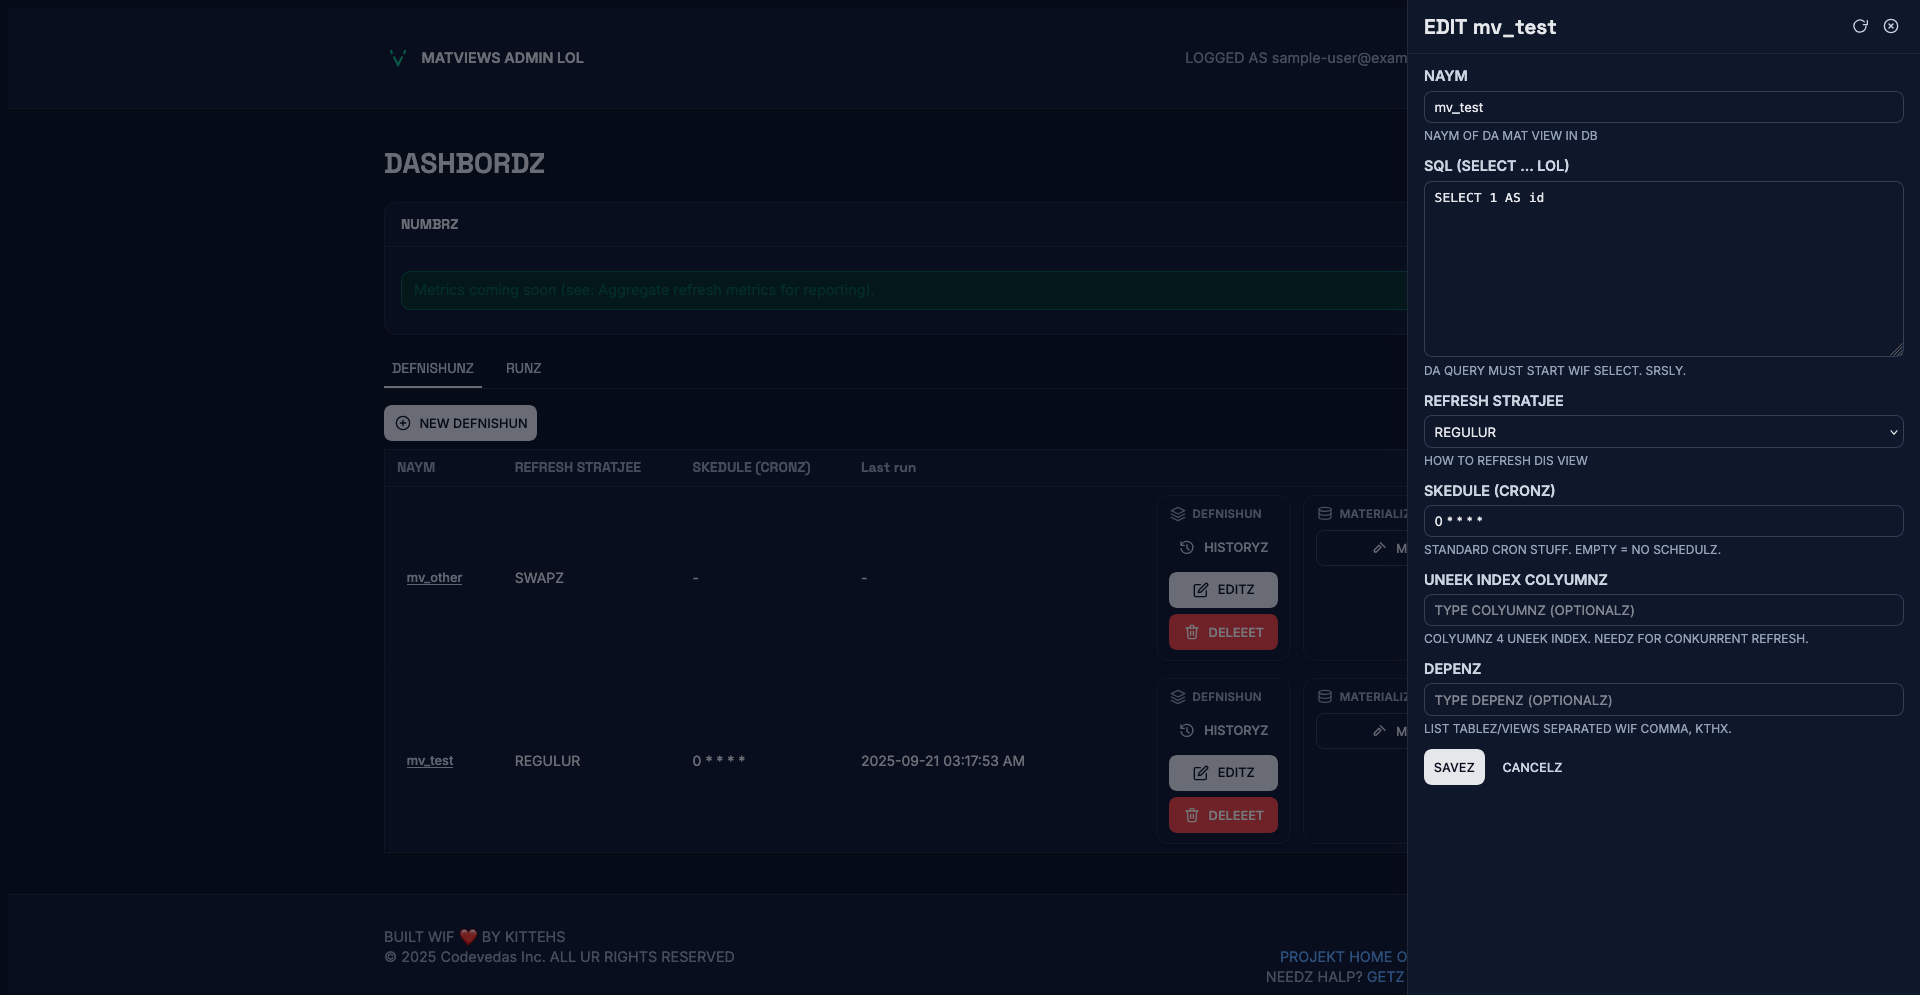 MATVIEWS ADMIN LOL
LOGGED AS sample-user@exam
DASHBORDZ
NUMBRZ
Metrics coming soon (see: Aggregate refresh metrics for reporting).
DEFNISHUNZ
RUNZ
NEW DEFNISHUN
NAYM
REFRESH STRATJEE
SKEDULE (CRONZ)
Last run
mv_other
SWAPZ
-
-
DEFNISHUN
HISTORYZ
EDITZ
DELEEET
MATERIALIZ
M
mv_test
REGULUR
0 * * * *
2025-09-21 03:17:53 AM
DEFNISHUN
HISTORYZ
EDITZ
DELEEET
MATERIALIZ
M
BUILT WIF ❤️ BY KITTEHS
© 2025 Codevedas Inc. ALL UR RIGHTS RESERVED
PROJEKT HOME O
NEEDZ HALP? GETZ
EDIT mv_test
NAYM
mv_test
NAYM OF DA MAT VIEW IN DB
SQL (SELECT ... LOL)
SELECT 1 AS id
DA QUERY MUST START WIF SELECT. SRSLY.
REFRESH STRATJEE
REGULUR
HOW TO REFRESH DIS VIEW
SKEDULE (CRONZ)
0 * * * *
STANDARD CRON STUFF. EMPTY = NO SCHEDULZ.
UNEEK INDEX COLYUMNZ
TYPE COLYUMNZ (OPTIONALZ)
COLYUMNZ 4 UNEEK INDEX. NEEDZ FOR CONKURRENT REFRESH.
DEPENZ
TYPE DEPENZ (OPTIONALZ)
LIST TABLEZ/VIEWS SEPARATED WIF COMMA, KTHX.
SAVEZ
CANCELZ